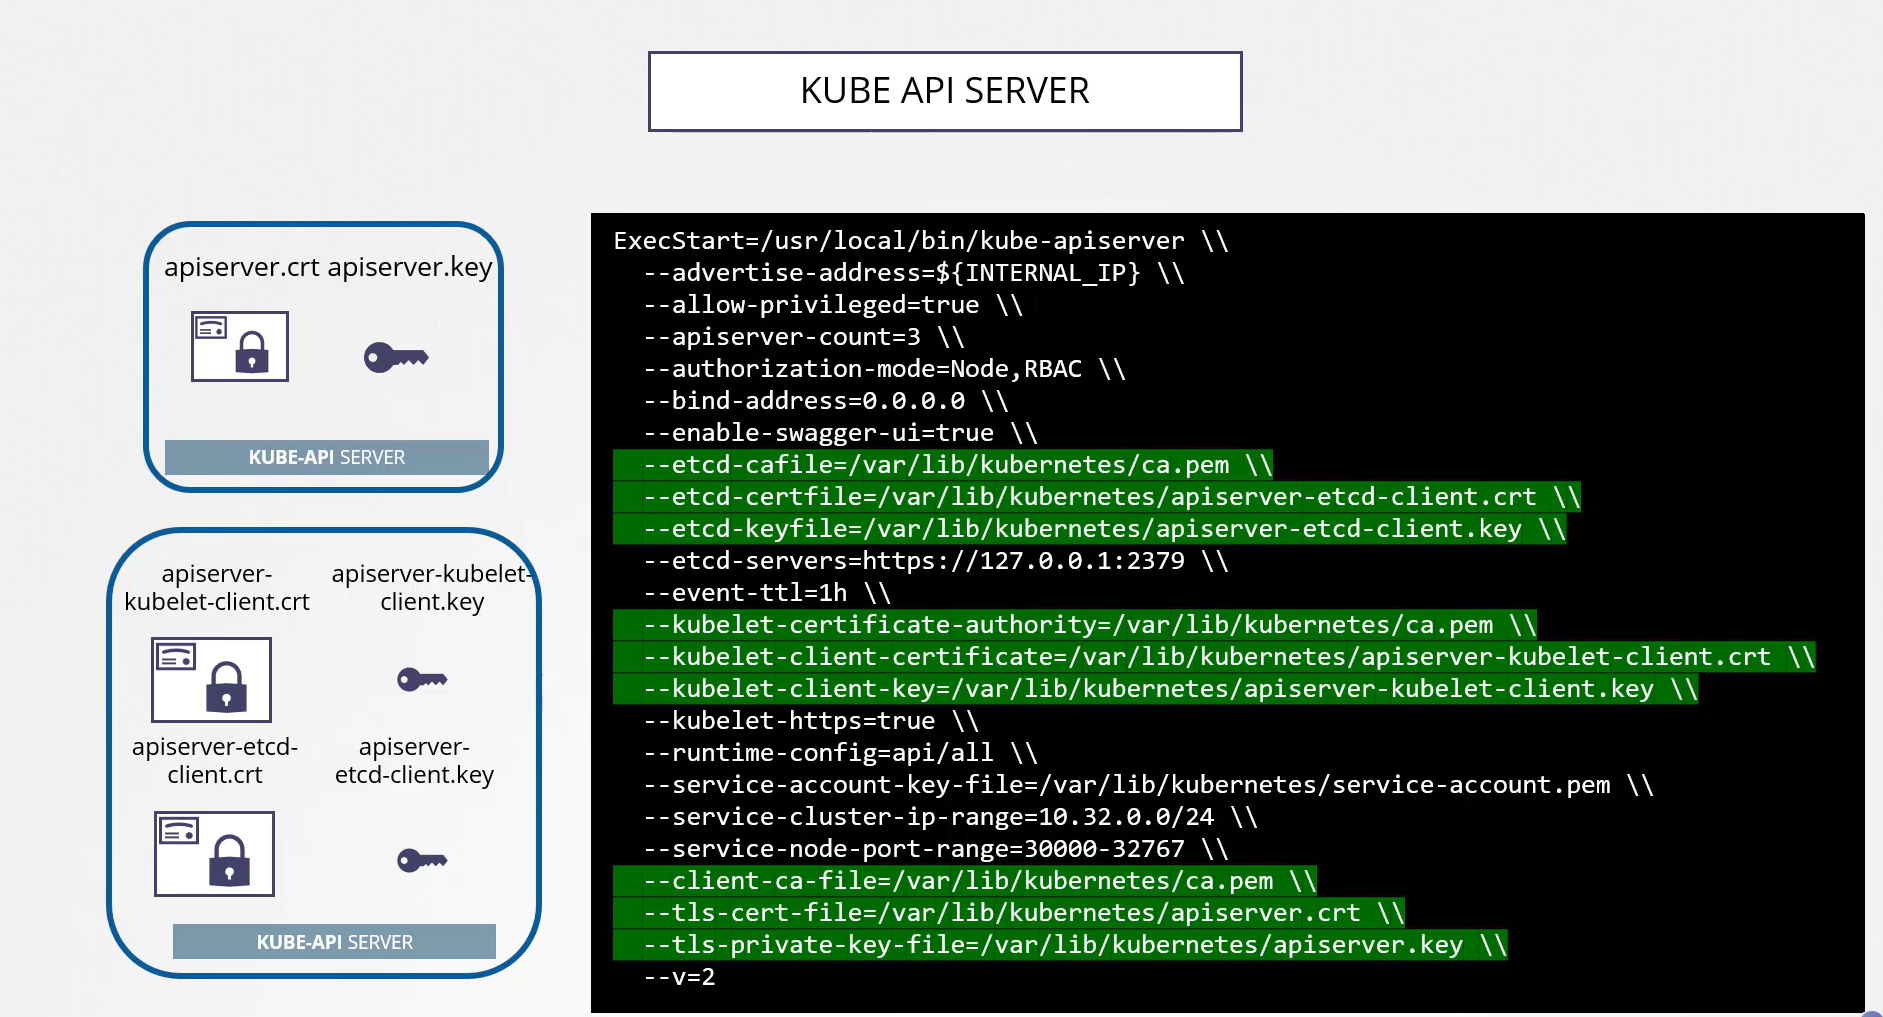 KUBE API SERVER
apiserver.crt apiserver.key
KUBE-API SERVER
apiserver-
kubelet-client.crt
apiserver-kubelet-
client.key
apiserver-etcd-
client.crt
apiserver-
etcd-client.key
KUBE-API SERVER
ExecStart=/usr/local/bin/kube-apiserver \\
  --advertise-address=${INTERNAL_IP} \\
  --allow-privileged=true \\
  --apiserver-count=3 \\
  --authorization-mode=Node,RBAC \\
  --bind-address=0.0.0.0 \\
  --enable-swagger-ui=true \\
  --etcd-cafile=/var/lib/kubernetes/ca.pem \\
  --etcd-certfile=/var/lib/kubernetes/apiserver-etcd-client.crt \\
  --etcd-keyfile=/var/lib/kubernetes/apiserver-etcd-client.key \\
  --etcd-servers=https://127.0.0.1:2379 \\
  --event-ttl=1h \\
  --kubelet-certificate-authority=/var/lib/kubernetes/ca.pem \\
  --kubelet-client-certificate=/var/lib/kubernetes/apiserver-kubelet-client.crt \\
  --kubelet-client-key=/var/lib/kubernetes/apiserver-kubelet-client.key \\
  --kubelet-https=true \\
  --runtime-config=api/all \\
  --service-account-key-file=/var/lib/kubernetes/service-account.pem \\
  --service-cluster-ip-range=10.32.0.0/24 \\
  --service-node-port-range=30000-32767 \\
  --client-ca-file=/var/lib/kubernetes/ca.pem \\
  --tls-cert-file=/var/lib/kubernetes/apiserver.crt \\
  --tls-private-key-file=/var/lib/kubernetes/apiserver.key \\
  --v=2